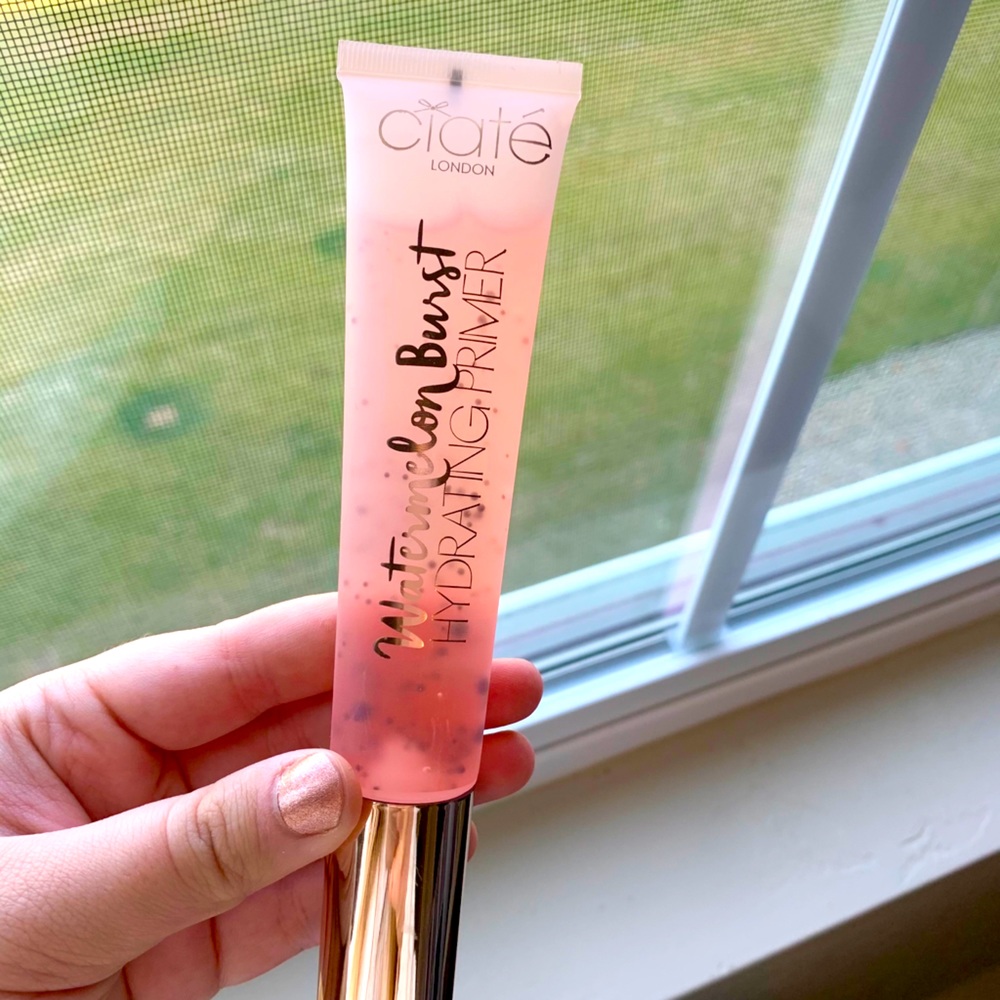 ciaté
LONDON
Watermelon Burst
HYDRATING PRIMER